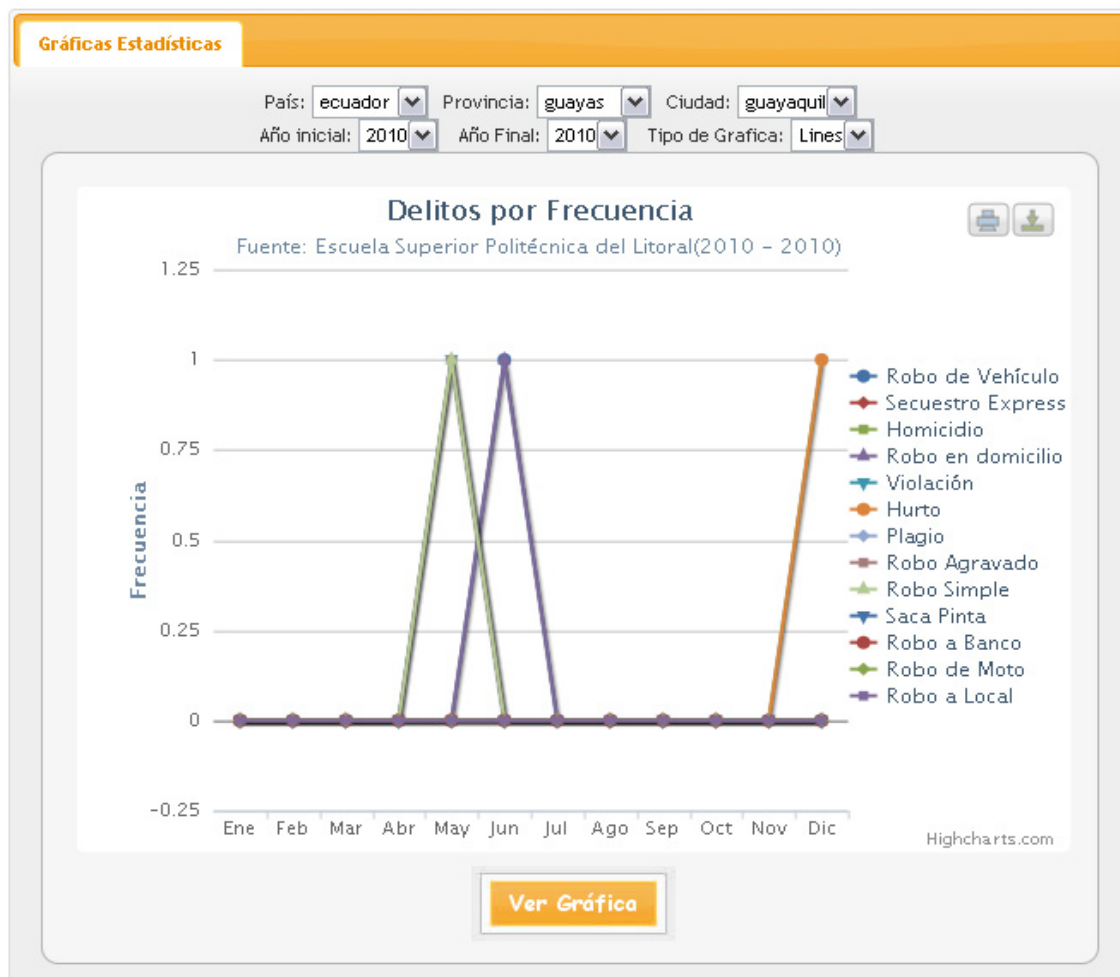 Gráficas Estadísticas
País: ecuador Provincia: guayas Ciudad: guayaquil
Año inicial: 2010 Año Final: 2010 Tipo de Grafica: Lines
Delitos por Frecuencia
Fuente: Escuela Superior Politécnica del Litoral(2010 - 2010)
1.25
1
0.75
0.5
0.25
0
-0.25
Frecuencia
Ene Feb Mar Abr May Jun Jul Ago Sep Oct Nov Dic
Robo de Vehículo
Secuestro Express
Homicidio
Robo en domicilio
Violación
Hurto
Plagio
Robo Agravado
Robo Simple
Saca Pinta
Robo a Banco
Robo de Moto
Robo a Local
Highcharts.com
Ver Gráfica